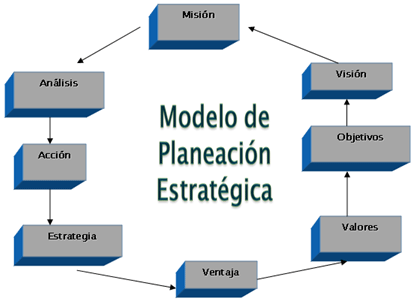 Misión
Análisis
Visión
Modelo de
Planeación
Estratégica
Objetivos
Acción
Estrategia
Valores
Ventaja